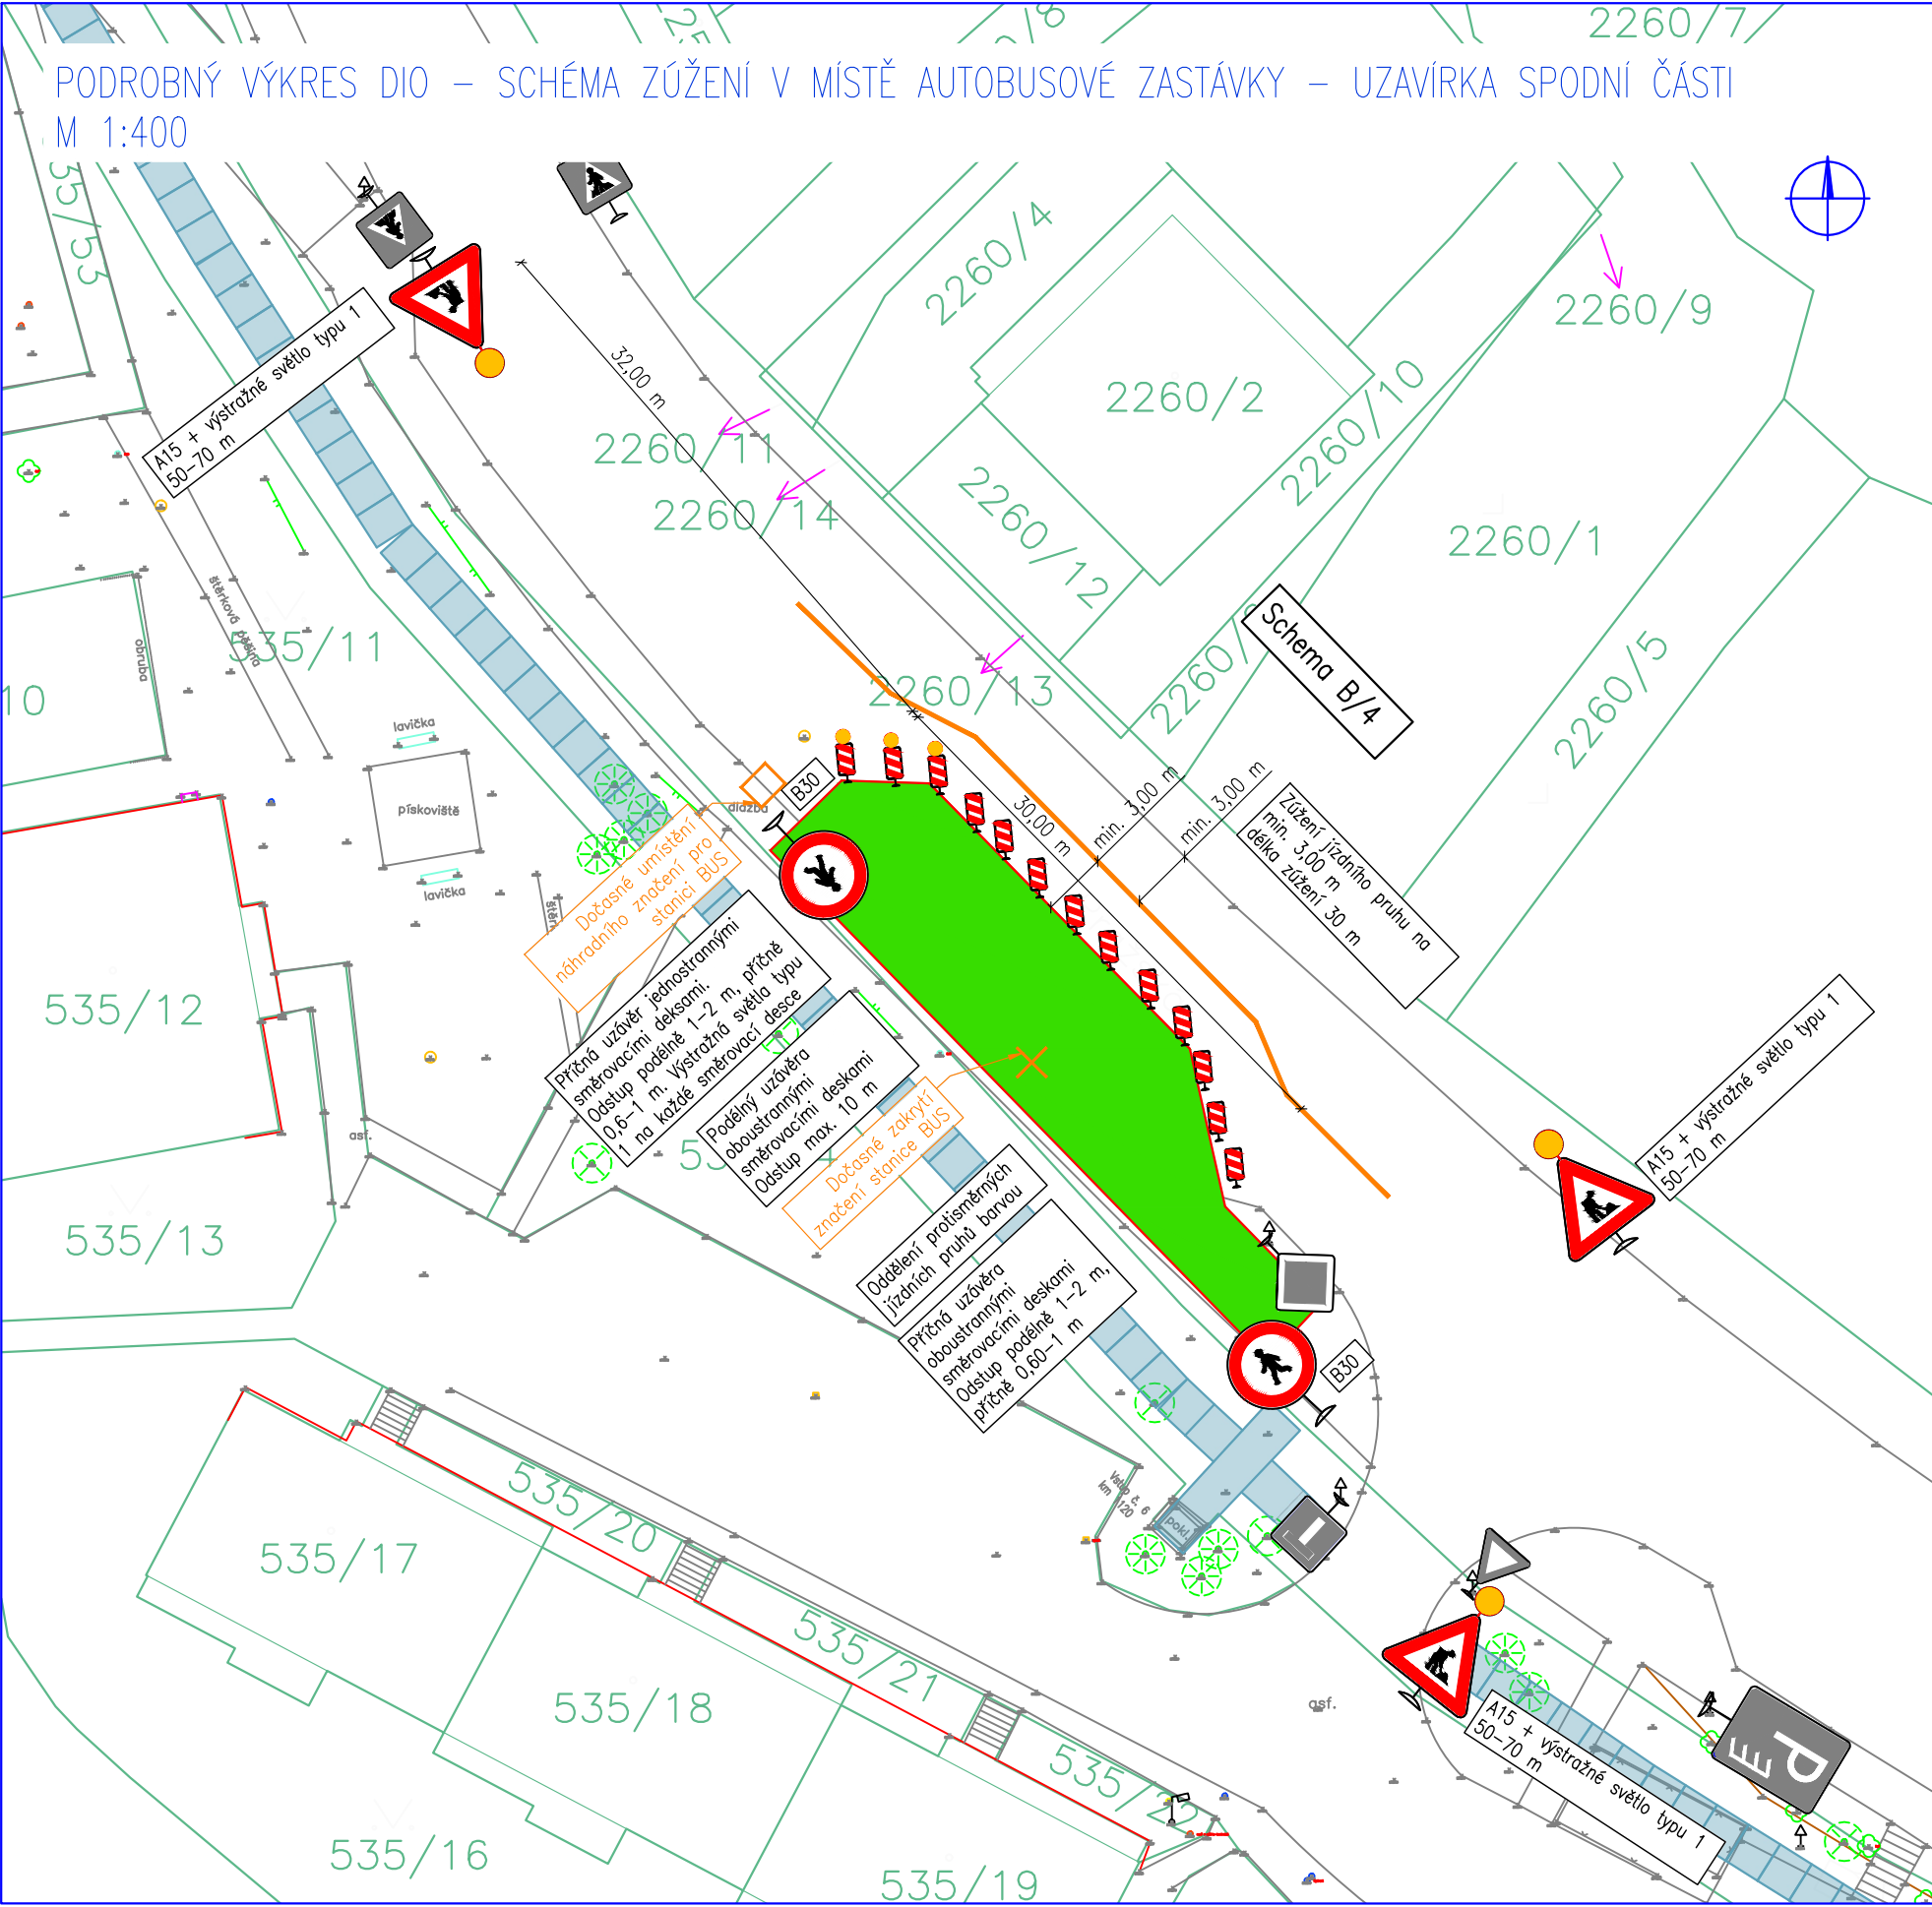 2260/7
PODROBNÝ VÝKRES DIO – SCHÉMA ZÚŽENÍ V MÍSTĚ AUTOBUSOVÉ ZASTÁVKY – UZAVÍRKA SPODNÍ ČÁSTI
M 1:400
2260/4
2260/9
A15 + výstražné světlo typu 1
50–70 m
32,00 m
2260/2
2260/10
2260/11
2260/14
2260/12
2260/1
štěrková pěšina
535/11
obruba
10
2260/13
Schema B/4
2260/5
lavička
pískoviště
lavička
dlažba
B30
30,00 m
min. 3,00 m
min. 3,00 m
Zúžení jízdního pruhu na
min. 3,00 m
délka zúžení 30 m
Dočasné umístění
náhradního značení pro
stanici BUS
535/12
Příčná uzávěr jednostrannými
směrovacími deksami.
Odstup podélně 1–2 m, příčně
0,6–1 m. Výstražná světla typu
1 na každé směrovací desce
Podélný uzávěra
oboustrannými
směrovacími deskami
Odstup max. 10 m
Dočasné zakrytí
značení stanice BUS
A15 + výstražné světlo typu 1
50–70 m
asf.
535/13
Oddělení protisměrných
jízdních pruhů barvou
Příčná uzávěra
oboustrannými
směrovacími deskami
Odstup podélně 1–2 m,
příčně 0,60–1 m
B30
Vstup č. 6
pokl.
535/20
535/17
535/21
535/18
535/22
asf.
A15 + výstražné světlo typu 1
50–70 m
P
535/16
535/19